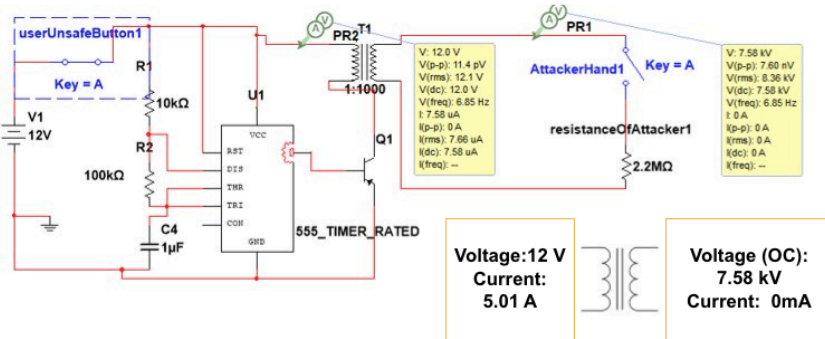 userUnsafeButton1
Key = A
V1
12V
R1
10kΩ
R2
100kΩ
C4
1µF
U1
VCC
RST
DIS
THR
TRI
CON
GND
555_TIMER_RATED
Q1
A
V
PR2
T1
1:1000
V: 12.0 V
V(p-p): 11.4 pV
V(rms): 12.1 V
V(dc): 12.0 V
V(freq): 6.85 Hz
I: 7.58 uA
I(p-p): 0 A
I(rms): 7.66 uA
I(dc): 7.58 uA
I(freq): --
A
V
PR1
AttackerHand1
Key = A
resistanceOfAttacker1
2.2MΩ
V: 7.58 kV
V(p-p): 7.60 nV
V(rms): 8.36 kV
V(dc): 7.58 kV
V(freq): 6.85 Hz
I: 0 A
I(p-p): 0 A
I(rms): 0 A
I(dc): 0 A
I(freq): --
Voltage:12 V
Current:
5.01 A
Voltage (OC):
7.58 kV
Current: 0mA